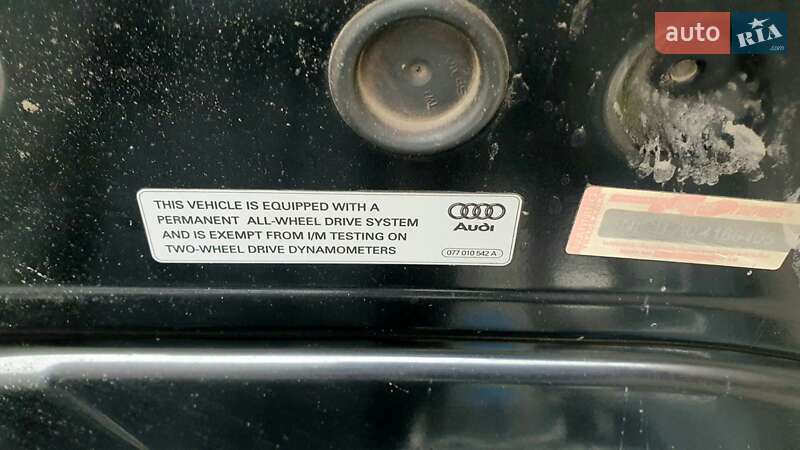 auto
RIA
.com
THIS VEHICLE IS EQUIPPED WITH A
PERMANENT ALL-WHEEL DRIVE SYSTEM
AND IS EXEMPT FROM I/M TESTING ON
TWO-WHEEL DRIVE DYNAMOMETERS
Audi
077 010 542 A